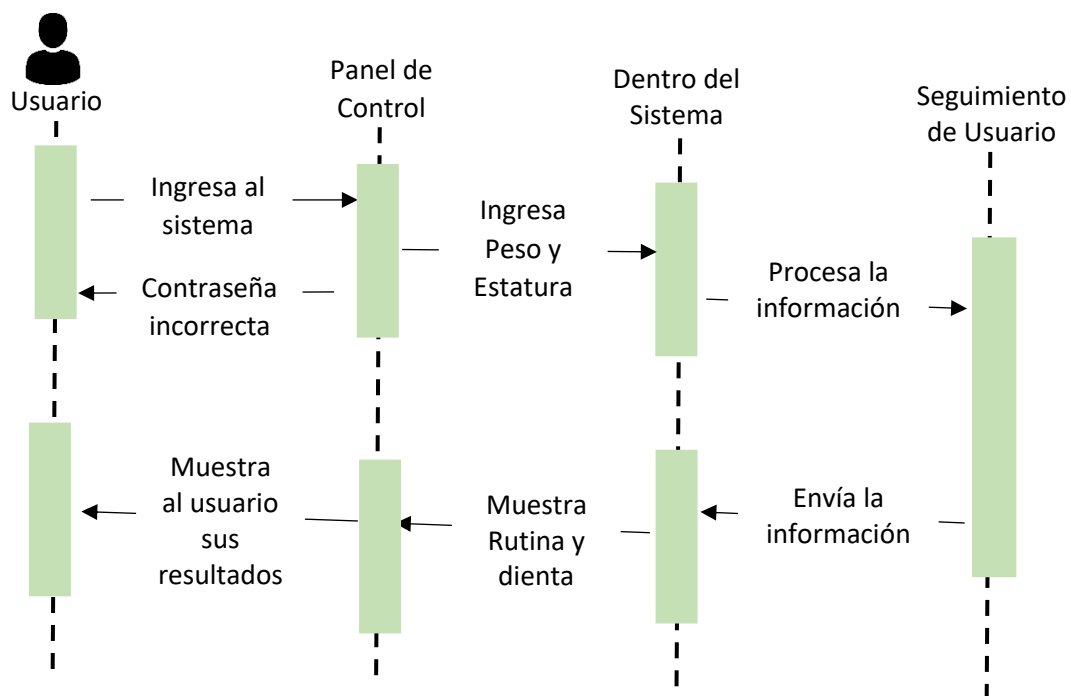 Usuario
Panel de
Control
Dentro del
Sistema
Seguimiento
de Usuario
Ingresa al
sistema
Ingresa
Peso y
Estatura
Contraseña
incorrecta
Procesa la
información
Muestra
al usuario
sus
resultados
Muestra
Rutina y
dienta
Envía la
información